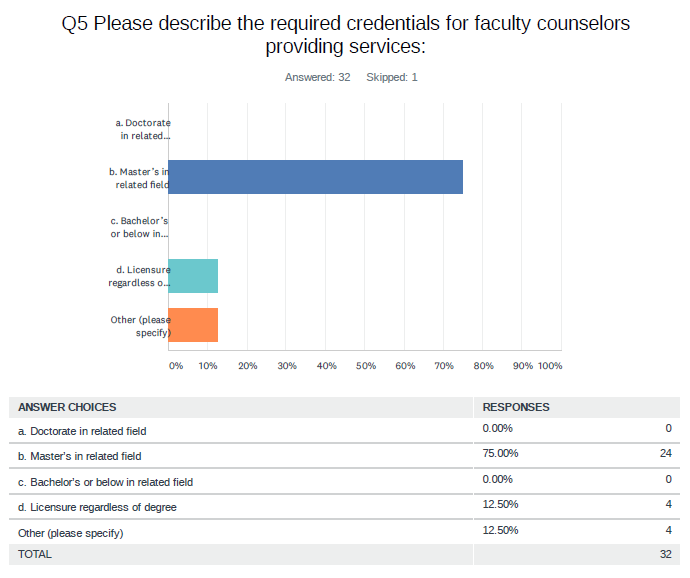 Q5 Please describe the required credentials for faculty counselors
providing services:
Answered: 32 Skipped: 1
a. Doctorate
in related...
b. Master's in
related field
c. Bachelor's
or below in...
d. Licensure
regardless o...
Other (please
specify)
0% 10% 20% 30% 40% 50% 60% 70% 80% 90% 100%
ANSWER CHOICES RESPONSES
a. Doctorate in related field 0.00% 0
b. Master's in related field 75.00% 24
c. Bachelor's or below in related field 0.00% 0
d. Licensure regardless of degree 12.50% 4
Other (please specify) 12.50% 4
TOTAL 32